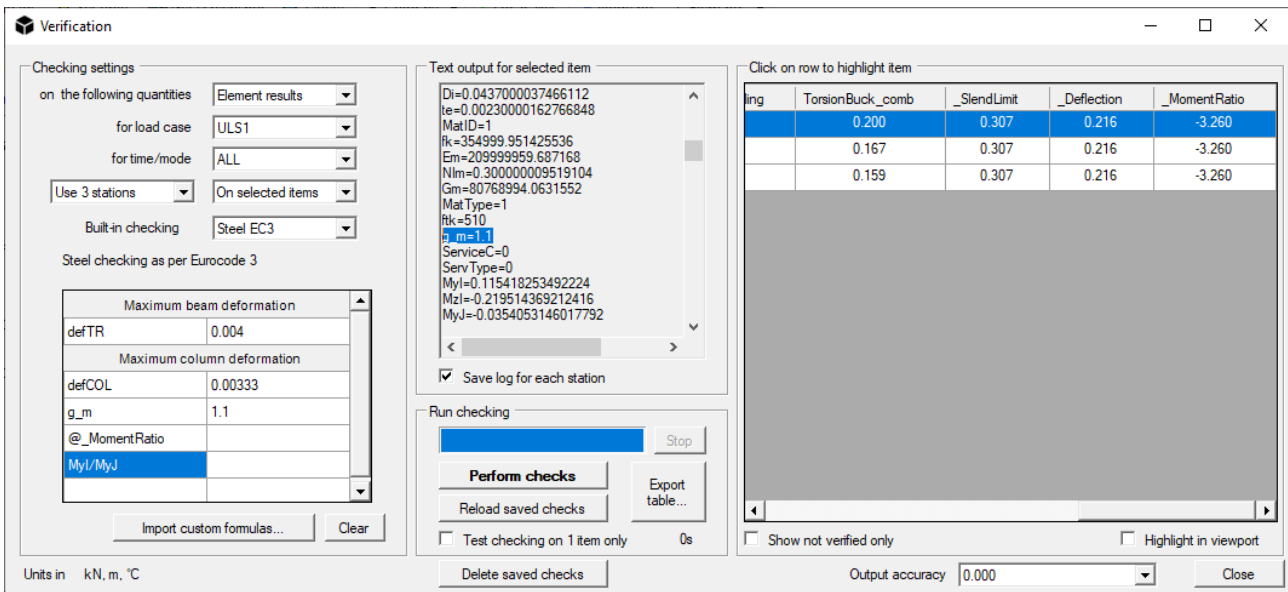 Verification
Checking settings
on the following quantities
Element results
for load case
ULS1
for time/mode
ALL
Use 3 stations
On selected items
Built-in checking
Steel EC3
Steel checking as per Eurocode 3
Maximum beam deformation
defTR 0.004
Maximum column deformation
defCOL 0.00333
g_m 1.1
@_MomentRatio
MyI/MyJ
Import custom formulas...
Clear
Units in kN, m, °C
Text output for selected item
Di=0.0437000037466112
te=0.00230000162766848
MatID=1
fk=354999.951425536
Em=209999959.687168
NIm=0.300000009519104
Gm=80768994.0631552
MatType=1
ftk=510
g_m=1.1
ServiceC=0
ServType=0
MyI=0.115418253492224
MzI=-0.219514369212416
MyJ=-0.0354053146017792
Save log for each station
Run checking
Stop
Perform checks
Export table...
Reload saved checks
Test checking on 1 item only
0s
Delete saved checks
Click on row to highlight item
ling TorsionBuck_comb _SlendLimit _Deflection _MomentRatio
0.200 0.307 0.216 -3.260
0.167 0.307 0.216 -3.260
0.159 0.307 0.216 -3.260
Show not verified only
Highlight in viewport
Output accuracy 0.000
Close